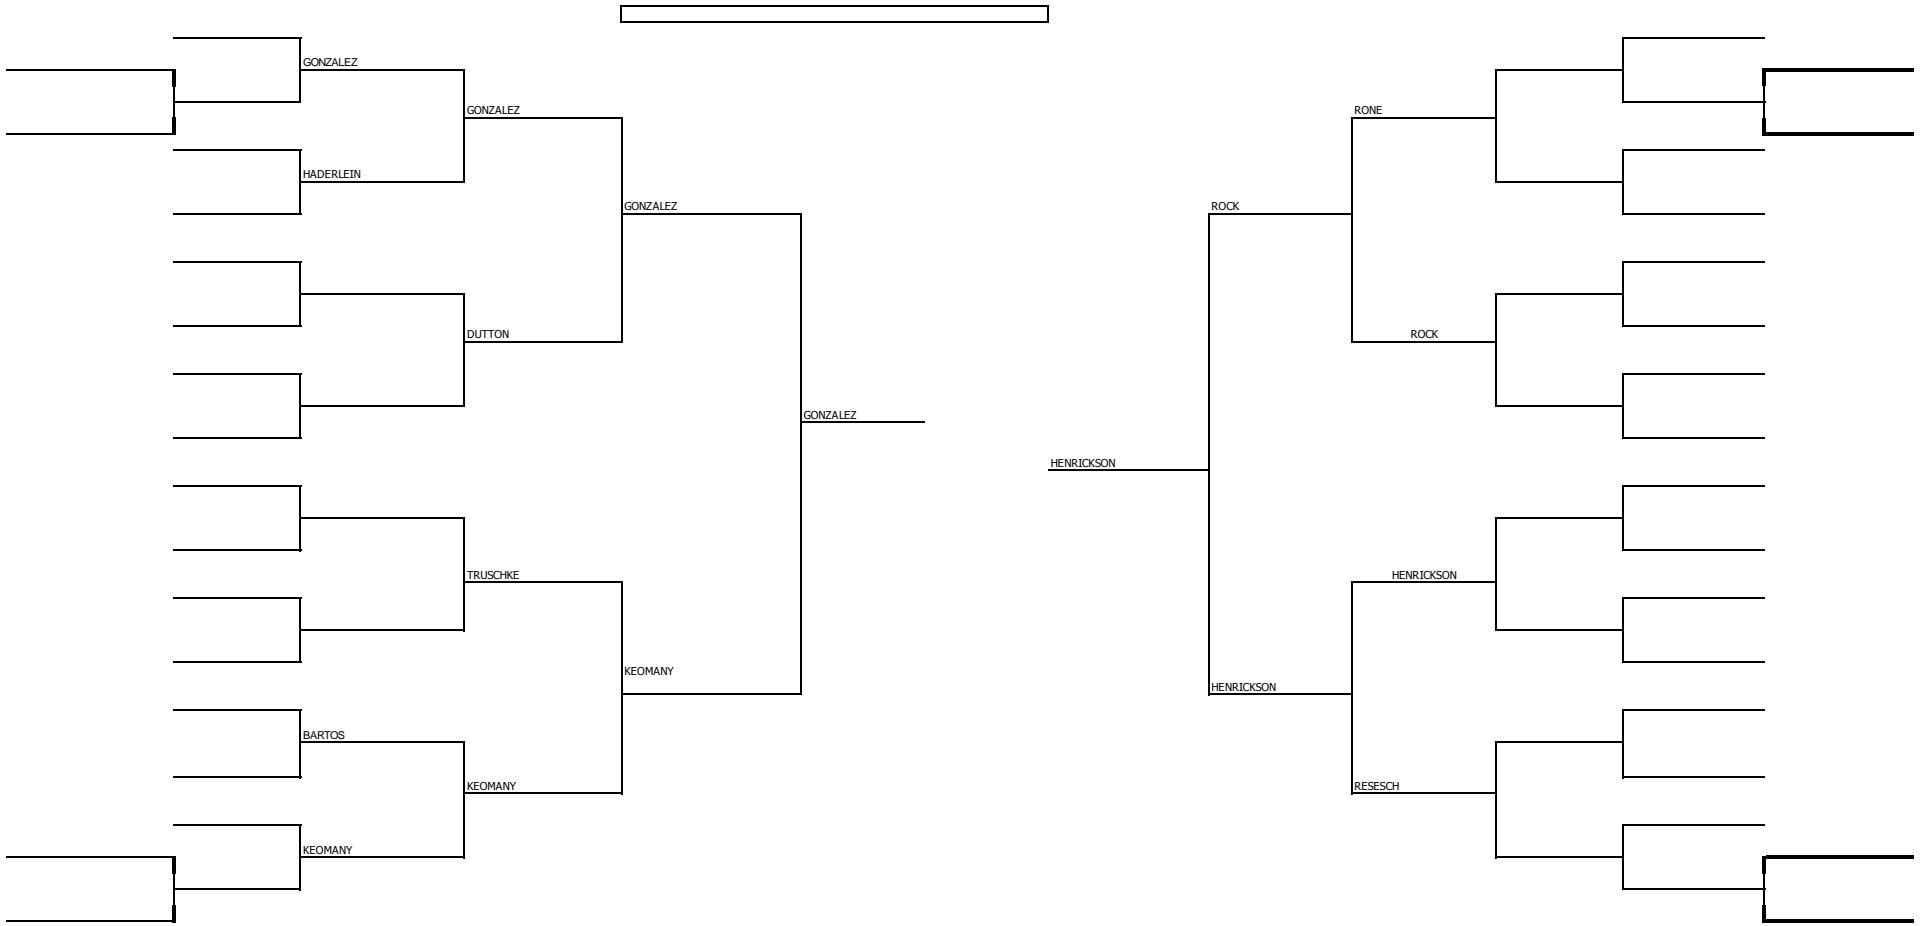 GONZALEZ
GONZALEZ
RONE
HADERLEIN
GONZALEZ
ROCK
DUTTON
ROCK
GONZALEZ
HENRICKSON
TRUSCHKE
HENRICKSON
KEOMANY
HENRICKSON
BARTOS
KEOMANY
RESESCH
KEOMANY